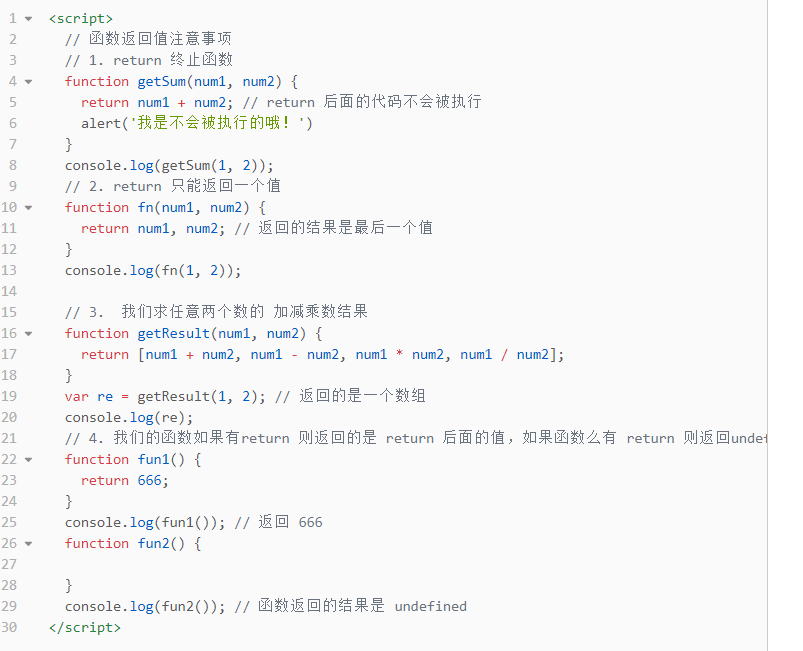 1 <script>
2 // 函数返回值注意事项
3 // 1. return 终止函数
4 function getSum(num1, num2) {
5 return num1 + num2; // return 后面的代码不会被执行
6 alert('我是不会被执行的哦！')
7 }
8 console.log(getSum(1, 2));
9 // 2. return 只能返回一个值
10 function fn(num1, num2) {
11 return num1, num2; // 返回的结果是最后一个值
12 }
13 console.log(fn(1, 2));
14
15 // 3. 我们求任意两个数的 加减乘数结果
16 function getResult(num1, num2) {
17 return [num1 + num2, num1 - num2, num1 * num2, num1 / num2];
18 }
19 var re = getResult(1, 2); // 返回的是一个数组
20 console.log(re);
21 // 4. 我们的函数如果有return 则返回的是 return 后面的值，如果函数么有 return 则返回unde
22 function fun1() {
23 return 666;
24 }
25 console.log(fun1()); // 返回 666
26 function fun2() {
27
28 }
29 console.log(fun2()); // 函数返回的结果是 undefined
30 </script>